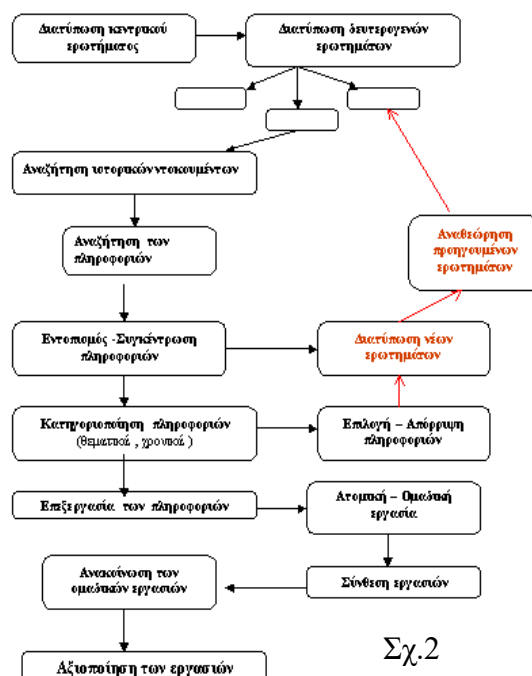 Διατύπωση κεντρικού
ερωτήματος
Διατύπωση δευτερογενών
ερωτημάτων
Αναζήτηση ιστορικών ντοκουμέντων
Αναζήτηση των
πληροφοριών
Αναθεώρηση
προηγουμένων
ερωτημάτων
Εντοπισμός -Συγκέντρωση
πληροφοριών
Διατύπωση νέων
ερωτημάτων
Κατηγοριοποίηση πληροφοριών
(θεματικά , χρονικά )
Επιλογή – Απόρριψη
πληροφοριών
Επεξεργασία των πληροφοριών
Ατομική – Ομαδική
εργασία
Ανακοίνωση των
ομαδικών εργασιών
Σύνθεση εργασιών
Αξιοποίηση των εργασιών
Σχ.2